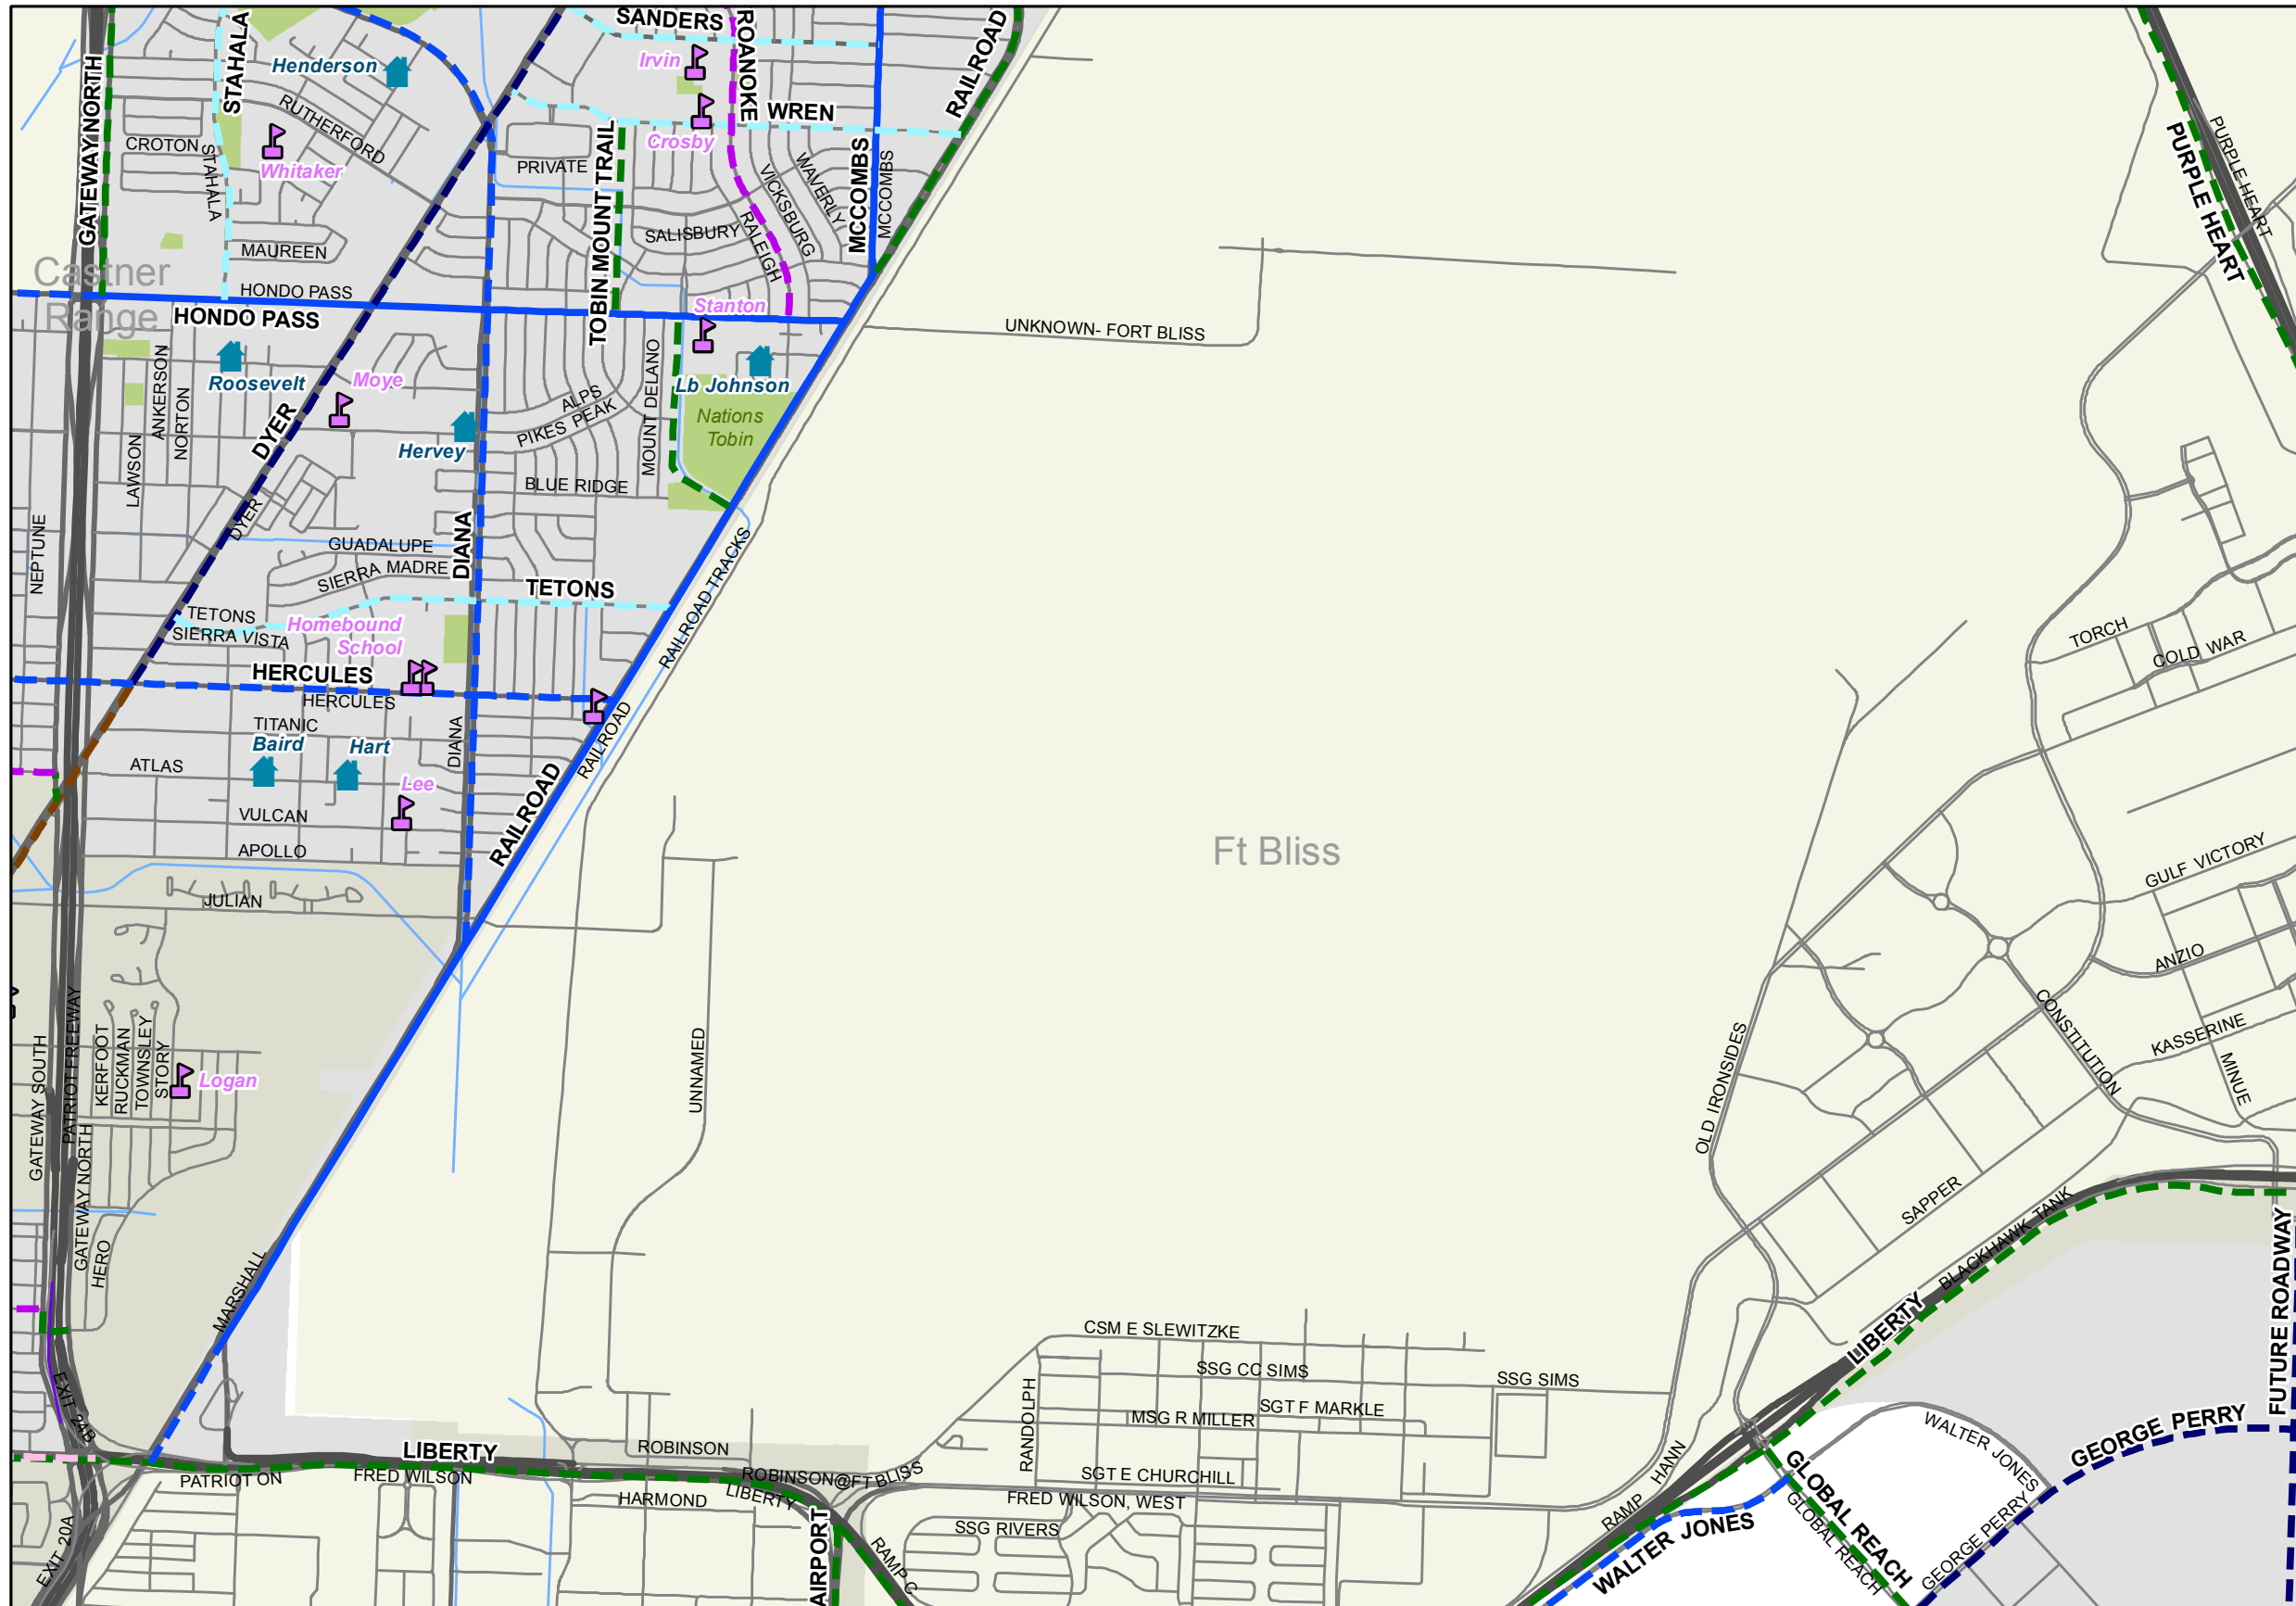 SANDERS
ROANOKE
RAILROAD
STAHALA
GATEWAY NORTH
Henderson
Irvin
RUTHERFORD
WREN
Crosby
CROTON
STAHALA
Whitaker
PRIVATE
TOBIN MOUNT TRAIL
VICKSBURG
WAVERLY
MCCOMBS
MCCOMBS
PURPLE HEART
PURPLE HEART
MAUREEN
SALISBURY
RALEIGH
Castner
Range
HONDO PASS
HONDO PASS
Stanton
UNKNOWN- FORT BLISS
Roosevelt
Moye
Lb Johnson
ANKERSON
NORTON
LAWSON
DYER
ALPS
PIKES PEAK
MOUNT DELANO
Nations
Tobin
Hervey
BLUE RIDGE
NEPTUNE
DYER
GUADALUPE
DIANA
SIERRA MADRE
TETONS
RAILROAD TRACKS
TETONS
SIERRA VISTA
Homebound
School
TORCH
COLD WAR
HERCULES
HERCULES
TITANIC
Baird
Hart
DIANA
RAILROAD
ATLAS
Lee
RAILROAD
VULCAN
APOLLO
Ft Bliss
GULF VICTORY
JULIAN
ANZIO
CONSTITUTION
KASSERINE
MINUE
OLD IRONSIDES
GATEWAY SOUTH
PATRIOT FREEWAY
KERFOOT
RUCKMAN
TOWNSLEY
STORY
Logan
UNNAMED
GATEWAY NORTH
HERO
MARSHALL
SAPPER
BLACKHAWK TANK
LIBERTY
FUTURE ROADWAY
CSM E SLEWITZKE
SSG CC SIMS
SSG SIMS
RANDOLPH
MSG R MILLER
SGT F MARKLE
EXIT 24B
LIBERTY
ROBINSON
PATRIOT ON
FRED WILSON
ROBINSON@FT BLISS
LIBERTY
HARMOND
SGT E CHURCHILL
FRED WILSON, WEST
SSG RIVERS
AIRPORT
RAMP C
EXIT 20A
RAMP
HANN
WALTER JONES
WALTER JONES
GEORGE PERRY
GLOBAL REACH
GLOBAL REACH
GEORGE PERRY